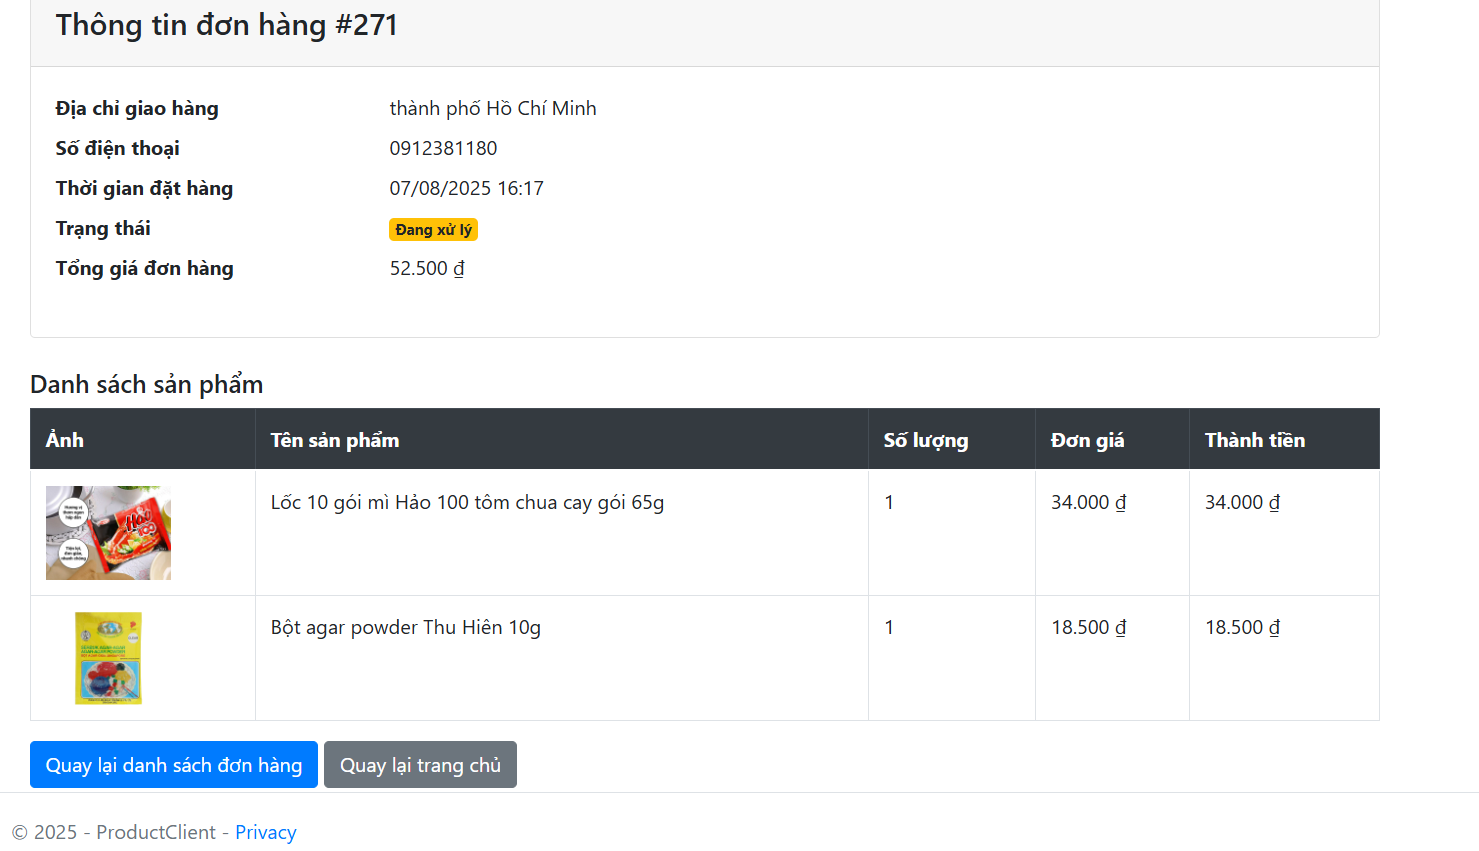 Thông tin đơn hàng #271
Địa chỉ giao hàng thành phố Hồ Chí Minh
Số điện thoại 0912381180
Thời gian đặt hàng 07/08/2025 16:17
Trạng thái Đang xử lý
Tổng giá đơn hàng 52.500 ₫
Danh sách sản phẩm
Ảnh Tên sản phẩm Số lượng Đơn giá Thành tiền
Lốc 10 gói mì Hảo 100 tôm chua cay gói 65g 1 34.000 ₫ 34.000 ₫
Hảo
100
Bột agar powder Thu Hiên 10g 1 18.500 ₫ 18.500 ₫
Quay lại danh sách đơn hàng Quay lại trang chủ
© 2025 - ProductClient - Privacy